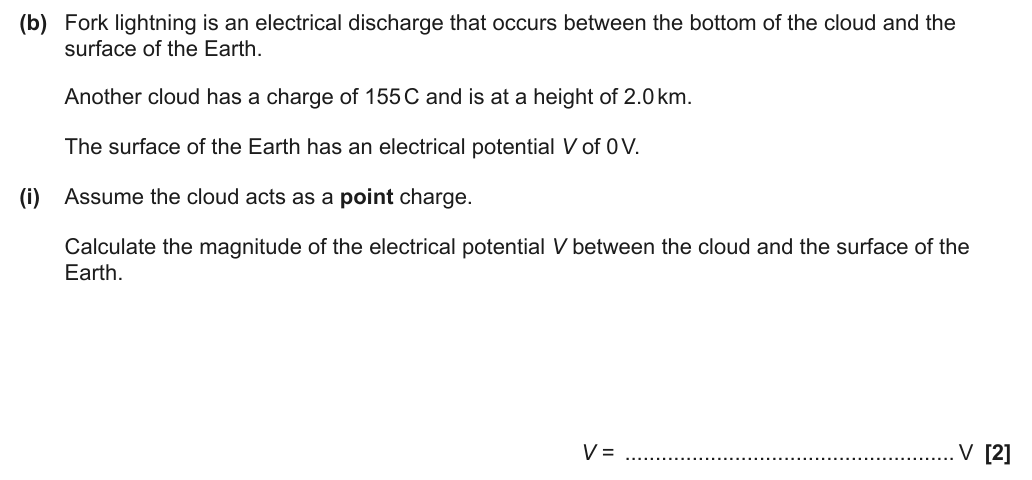 (b) Fork lightning is an electrical discharge that occurs between the bottom of the cloud and the
surface of the Earth.
Another cloud has a charge of 155 C and is at a height of 2.0 km.
The surface of the Earth has an electrical potential V of 0 V.
(i) Assume the cloud acts as a point charge.
Calculate the magnitude of the electrical potential V between the cloud and the surface of the
Earth.
V = ...................................................... V [2]